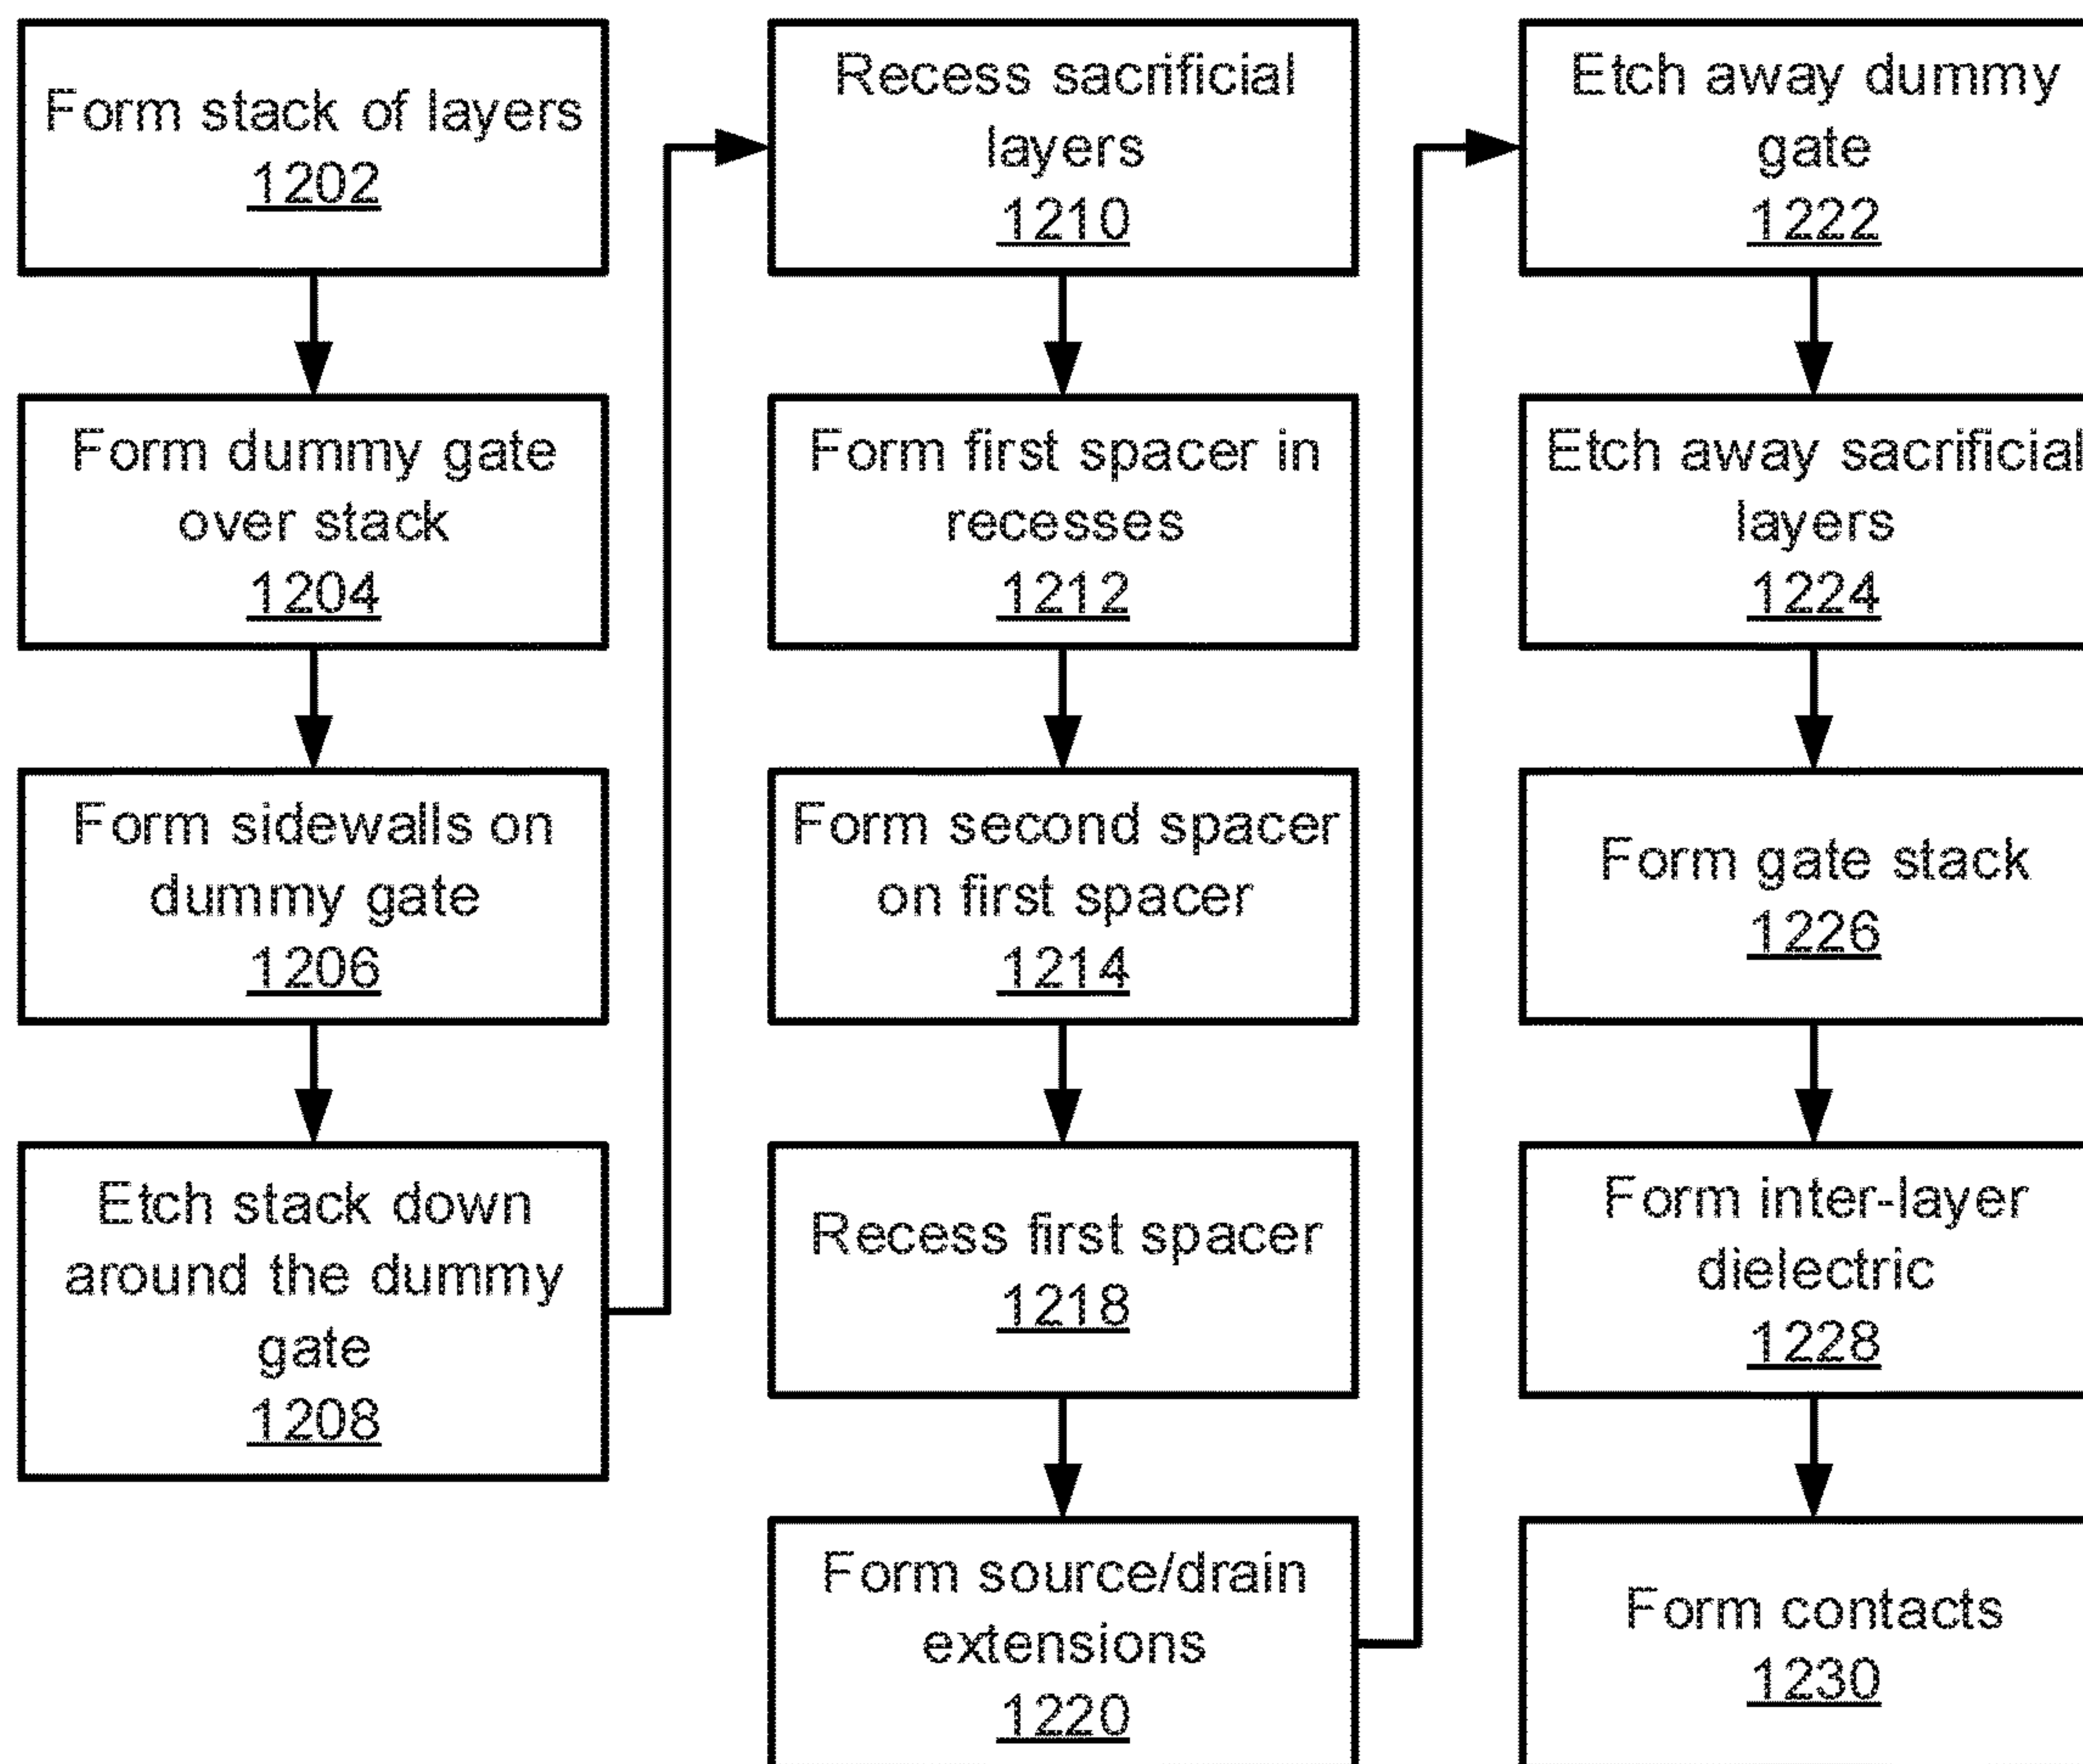 Form stack of layers
1202
Form dummy gate
over stack
1204
Form sidewalls on
dummy gate
1206
Etch stack down
around the dummy
gate
1208
Recess sacrificial
layers
1210
Form first spacer in
recesses
1212
Form second spacer
on first spacer
1214
Recess first spacer
1218
Form source/drain
extensions
1220
Etch away dummy
gate
1222
Etch away sacrificial
layers
1224
Form gate stack
1226
Form inter-layer
dielectric
1228
Form contacts
1230